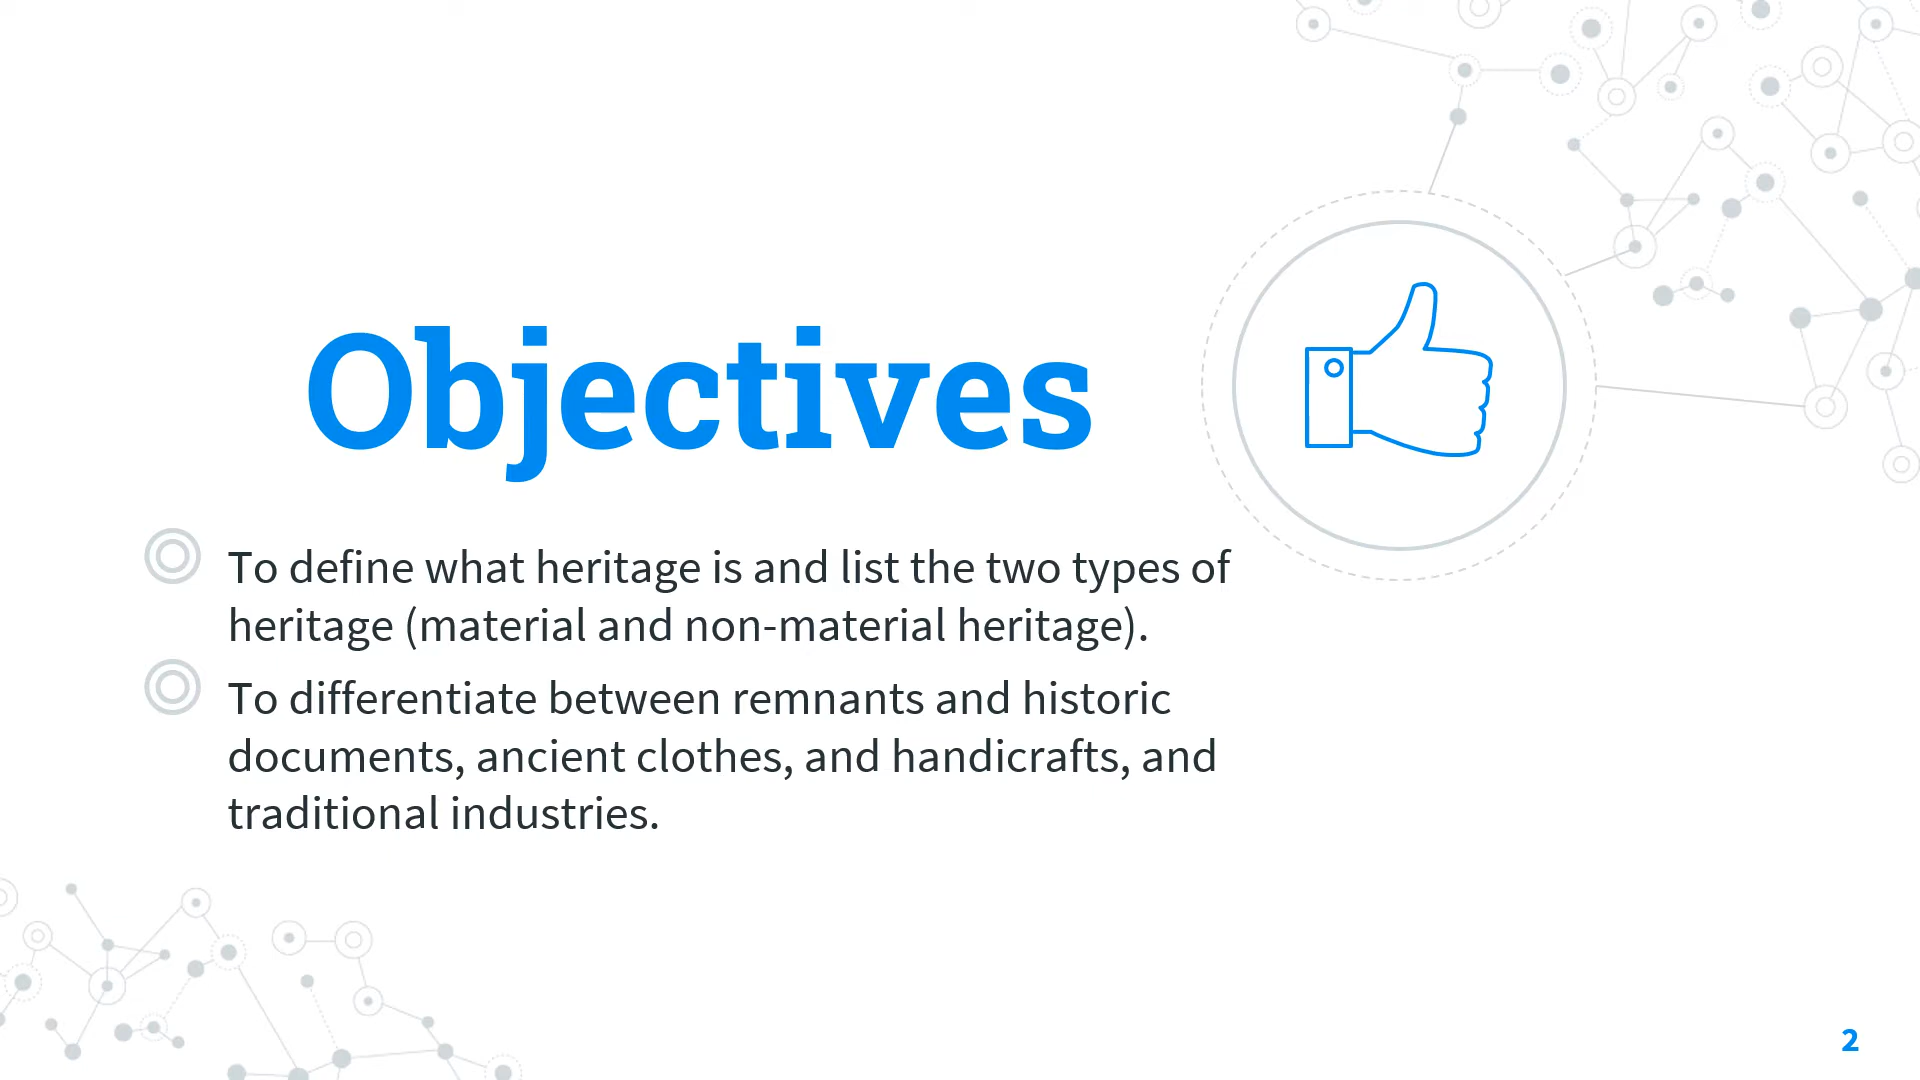 Objectives
To define what heritage is and list the two types of
heritage (material and non-material heritage).
To differentiate between remnants and historic
documents, ancient clothes, and handicrafts, and
traditional industries.
2